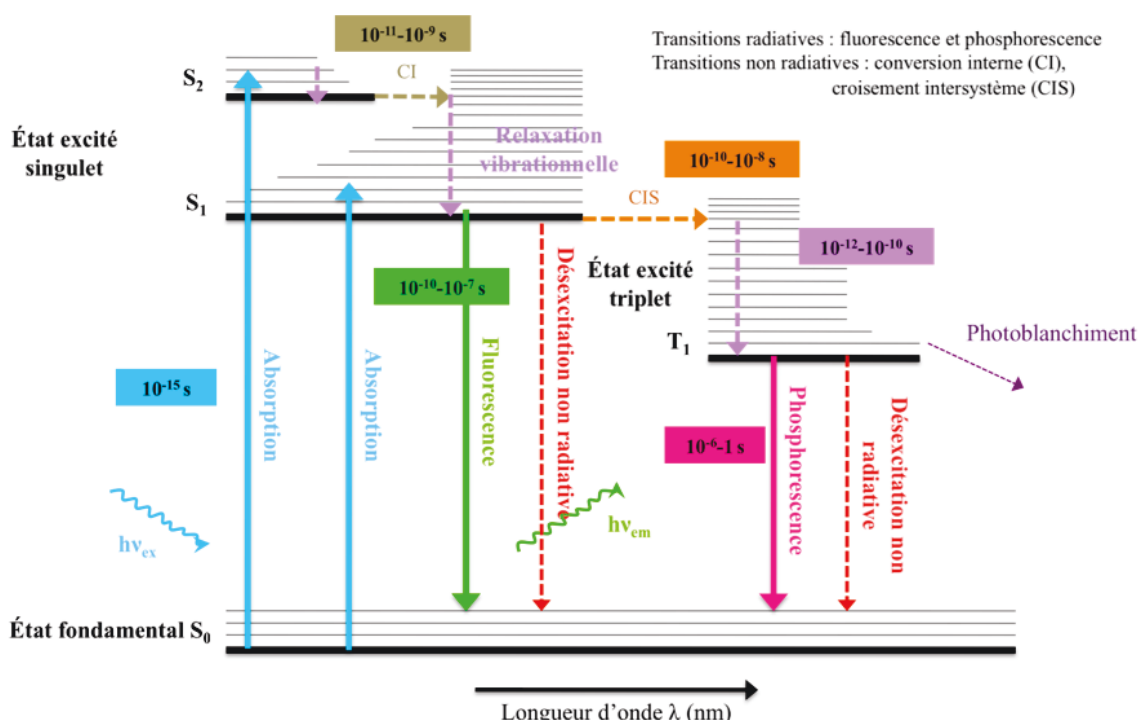 10⁻¹¹-10⁻⁹ s
Transitions radiatives : fluorescence et phosphorescence
Transitions non radiatives : conversion interne (CI),
croisement intersystème (CIS)
S₂
CI
État excité
singulet
Relaxation
vibrationnelle
10⁻¹⁰-10⁻⁸ s
S₁
CIS
10⁻¹²-10⁻¹⁰ s
10⁻¹⁰-10⁻⁷ s
État excité
triplet
T₁
Photoblanchiment
10⁻¹⁵ s
Absorption
Absorption
Fluorescence
Désexcitation non radiative
10⁻⁶-1 s
Phosphorescence
Désexcitation non
radiative
hνₑₓ
hνₑₘ
État fondamental S₀
Longueur d'onde λ (nm)